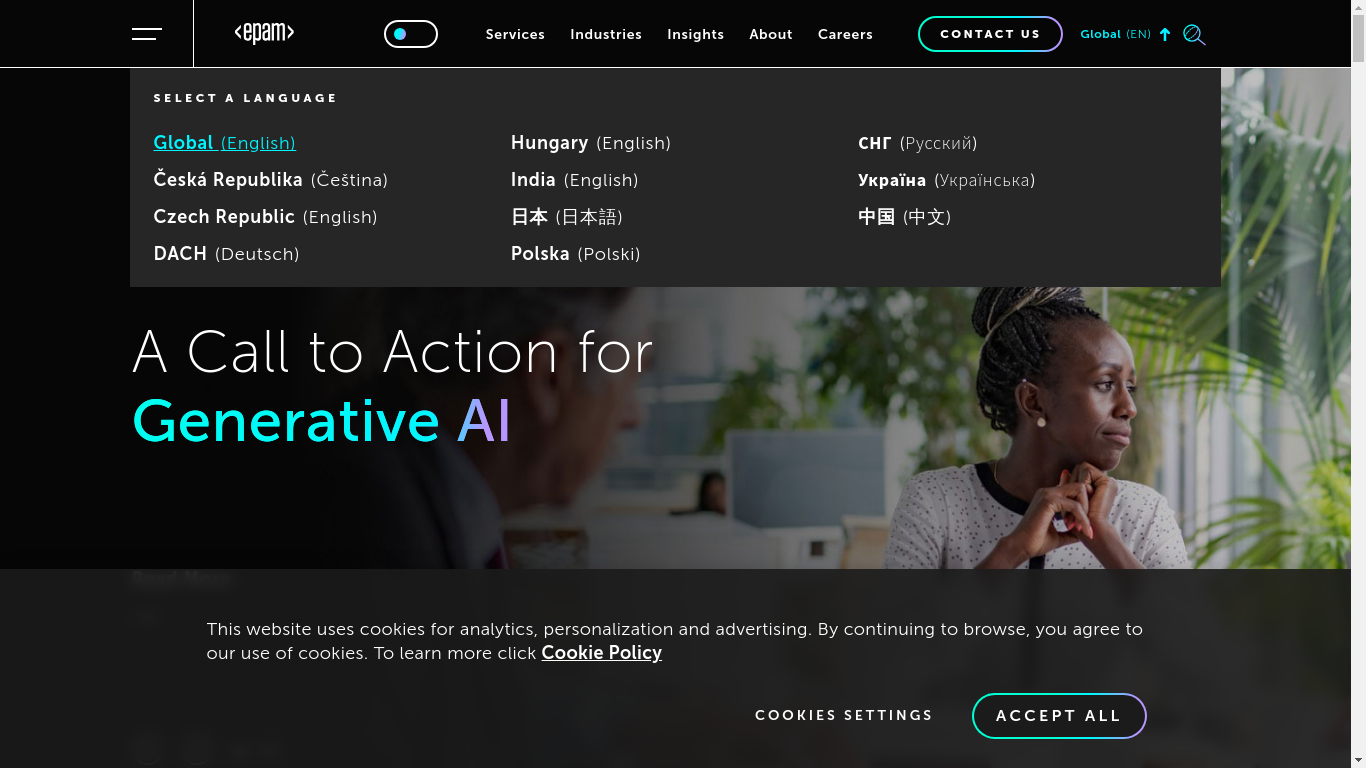 <epam>
Services
Industries
Insights
About
Careers
CONTACT US
Global (EN)
SELECT A LANGUAGE
Global (English)
Česká Republika (Čeština)
Czech Republic (English)
DACH (Deutsch)
Hungary (English)
India (English)
日本 (日本語)
Polska (Polski)
СНГ (Русский)
Україна (Українська)
中国 (中文)
A Call to Action for
Generative AI
This website uses cookies for analytics, personalization and advertising. By continuing to browse, you agree to
our use of cookies. To learn more click Cookie Policy
COOKIES SETTINGS
ACCEPT ALL